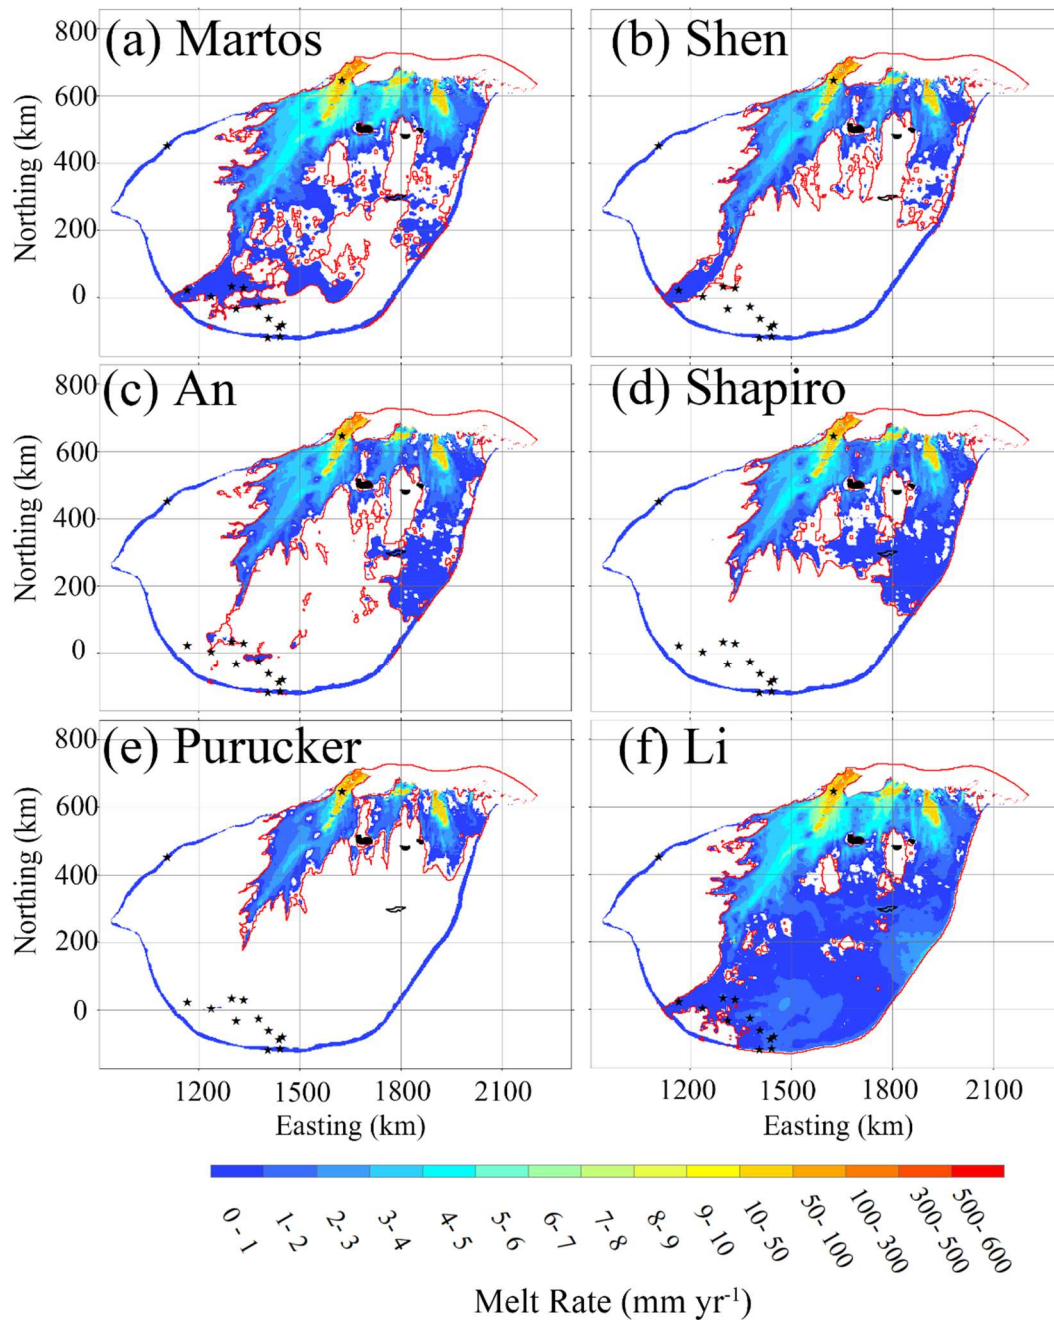 (a) Martos
(b) Shen
800
600
400
200
0
Northing (km)
(c) An
(d) Shapiro
800
600
400
200
0
Northing (km)
(e) Purucker
(f) Li
800
600
400
200
0
Northing (km)
1200 1500 1800 2100
1200 1500 1800 2100
Easting (km)
Easting (km)
0- 1
1- 2
2- 3
3- 4
4- 5
5- 6
6- 7
7- 8
8- 9
9- 10
10- 50
50- 100
100- 300
300- 500
500- 600
Melt Rate (mm yr⁻¹)